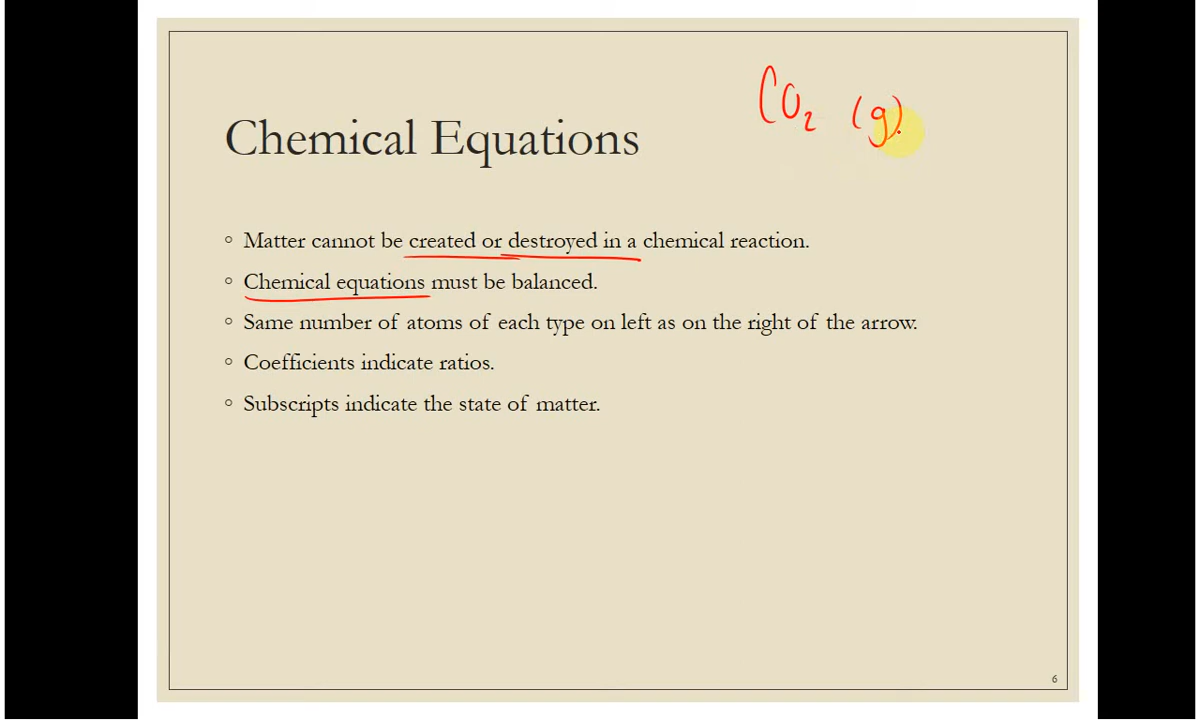 CO₂ (g)
Chemical Equations
◦ Matter cannot be created or destroyed in a chemical reaction.
◦ Chemical equations must be balanced.
◦ Same number of atoms of each type on left as on the right of the arrow.
◦ Coefficients indicate ratios.
◦ Subscripts indicate the state of matter.
6